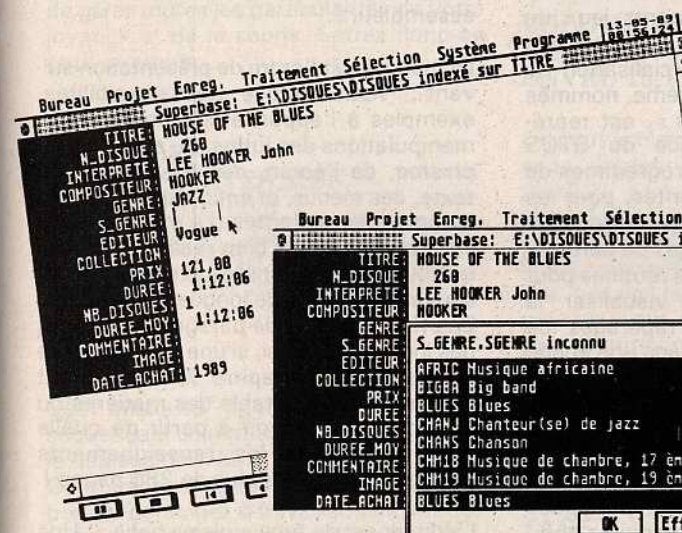 Bureau Projet Enreg. Traitement Sélection Système Programme 13-05-89
08:56:24
Superbase: E:\DISQUES\DISQUES indexé sur TITRE
TITRE: HOUSE OF THE BLUES
N_DISQUE: 268
INTERPRETE: LEE HOOKER John
COMPOSITEUR: HOOKER
GENRE: JAZZ
S_GENRE:
EDITEUR: Vogue
COLLECTION:
PRIX: 121,00
DUREE: 1:12:06
NB_DISQUES: 1
DUREE_MOY: 1:12:06
COMMENTAIRE:
IMAGE:
DATE_ACHAT: 1989
Bureau Projet Enreg. Traitement Sélection
Superbase: E:\DISQUES\DISQUES i
TITRE: HOUSE OF THE BLUES
N_DISQUE: 268
INTERPRETE: LEE HOOKER John
COMPOSITEUR: HOOKER
GENRE:
S_GENRE:
EDITEUR:
COLLECTION:
PRIX:
DUREE:
NB_DISQUES:
DUREE_MOY:
COMMENTAIRE:
IMAGE:
DATE_ACHAT:
S_GENRE.SGENRE inconnu
AFRIC Musique africaine
BIGBA Big band
BLUES Blues
CHANJ Chanteur(se) de jazz
CHANS Chanson
CHM18 Musique de chambre, 17 èm
CHM19 Musique de chambre, 19 èm
BLUES Blues
OK Eff